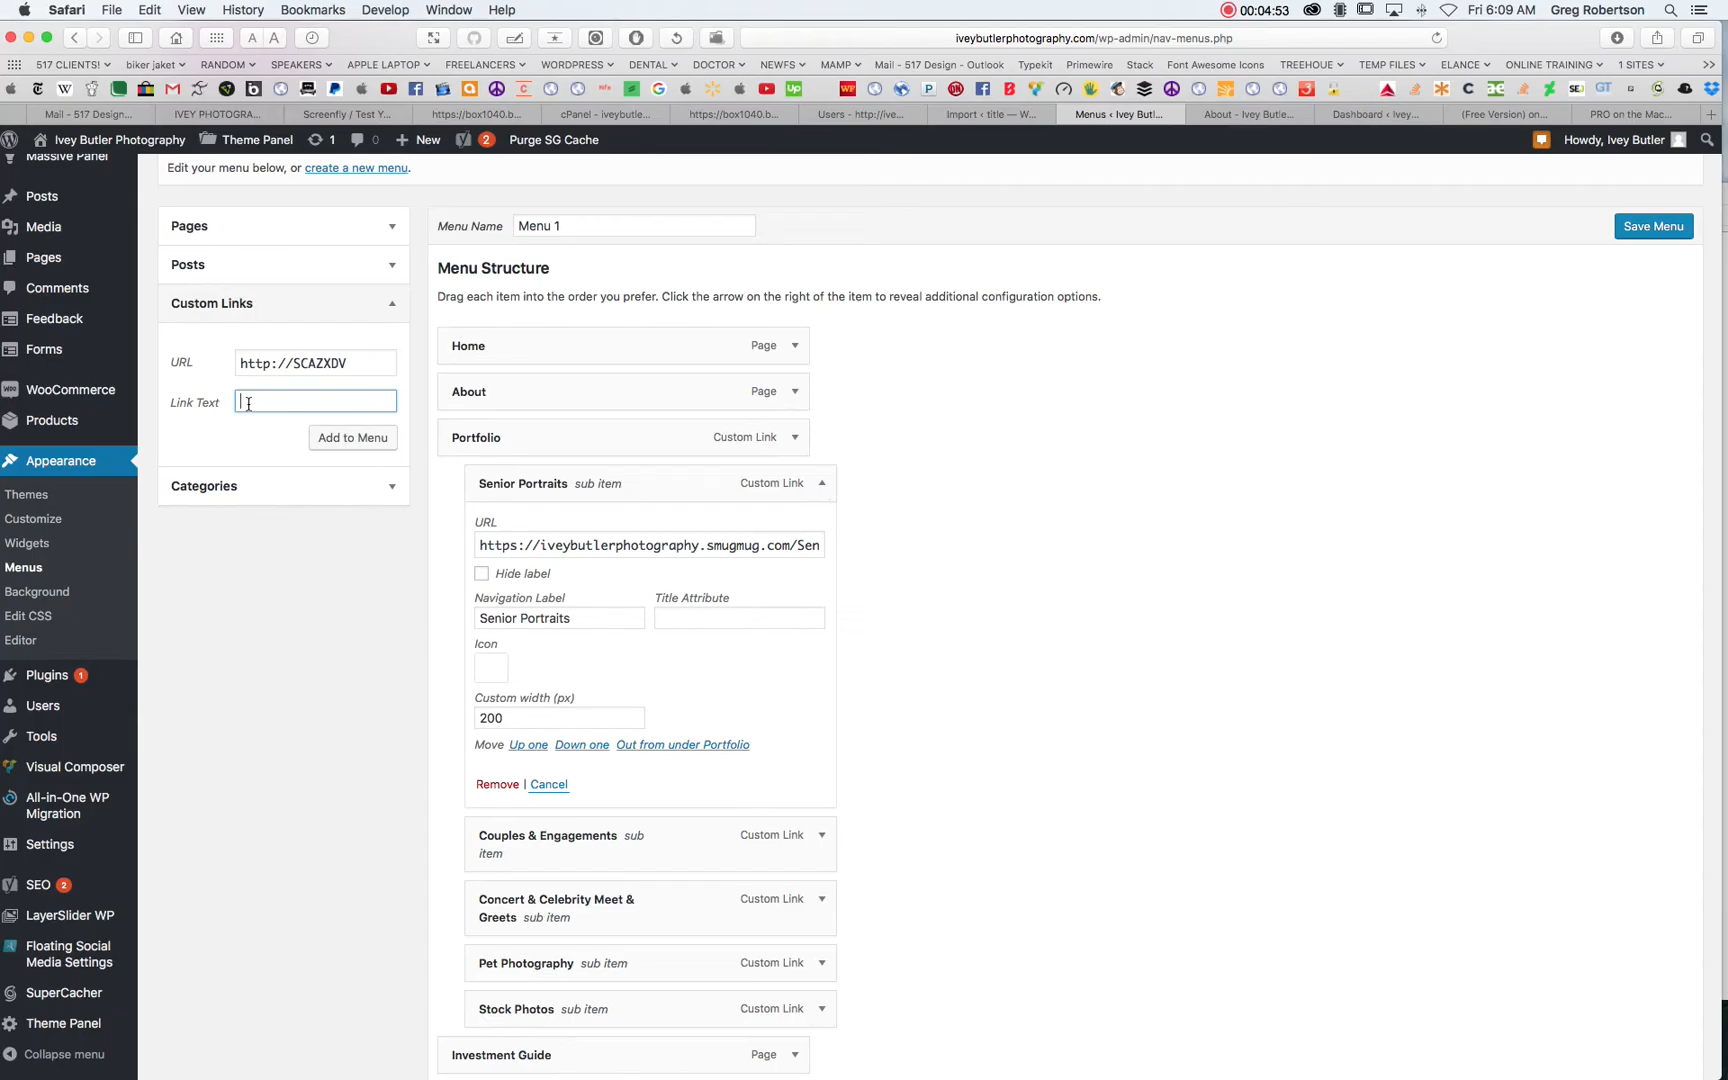 Safari File Edit View History Bookmarks Develop Window Help 00:04:53 Fri 6:09 AM Greg Robertson
iveybutlerphotography.com/wp-admin/nav-menus.php
517 CLIENTS! biker jaket RANDOM SPEAKERS APPLE LAPTOP FREELANCERS WORDPRESS DENTAL DOCTOR NEWFS MAMP Mail - 517 Design - Outlook Typekit Primewire Stack Font Awesome Icons TREEHOUSE TEMP FILES ELANCE ONLINE TRAINING 1 SITES
Mail - 517 Design... IVEY PHOTOGRA... Screenfly / Test Y... https://box1040.b... cPanel - iveybutle... https://box1040.b... Users - http://ive... Import ‹ title — W... Menus ‹ Ivey Butl... About - Ivey Butle... Dashboard ‹ Ivey... (Free Version) on... PRO on the Mac...
Ivey Butler Photography Theme Panel 1 0 New 2 Purge SG Cache Howdy, Ivey Butler
Massive Panel
Posts
Media
Pages
Comments
Feedback
Forms
WooCommerce
Products
Appearance
Themes
Customize
Widgets
Menus
Background
Edit CSS
Editor
Plugins 1
Users
Tools
Visual Composer
All-in-One WP
Migration
Settings
SEO 2
LayerSlider WP
Floating Social
Media Settings
SuperCacher
Theme Panel
Collapse menu
Edit your menu below, or create a new menu.
Pages
Posts
Custom Links
URL http://SCAZXDV
Link Text
Add to Menu
Categories
Menu Name Menu 1 Save Menu
Menu Structure
Drag each item into the order you prefer. Click the arrow on the right of the item to reveal additional configuration options.
Home Page
About Page
Portfolio Custom Link
Senior Portraits sub item Custom Link
URL
https://iveybutlerphotography.smugmug.com/Sen
Hide label
Navigation Label Title Attribute
Senior Portraits
Icon
Custom width (px)
200
Move Up one Down one Out from under Portfolio
Remove | Cancel
Couples & Engagements sub Custom Link
item
Concert & Celebrity Meet & Custom Link
Greets sub item
Pet Photography sub item Custom Link
Stock Photos sub item Custom Link
Investment Guide Page